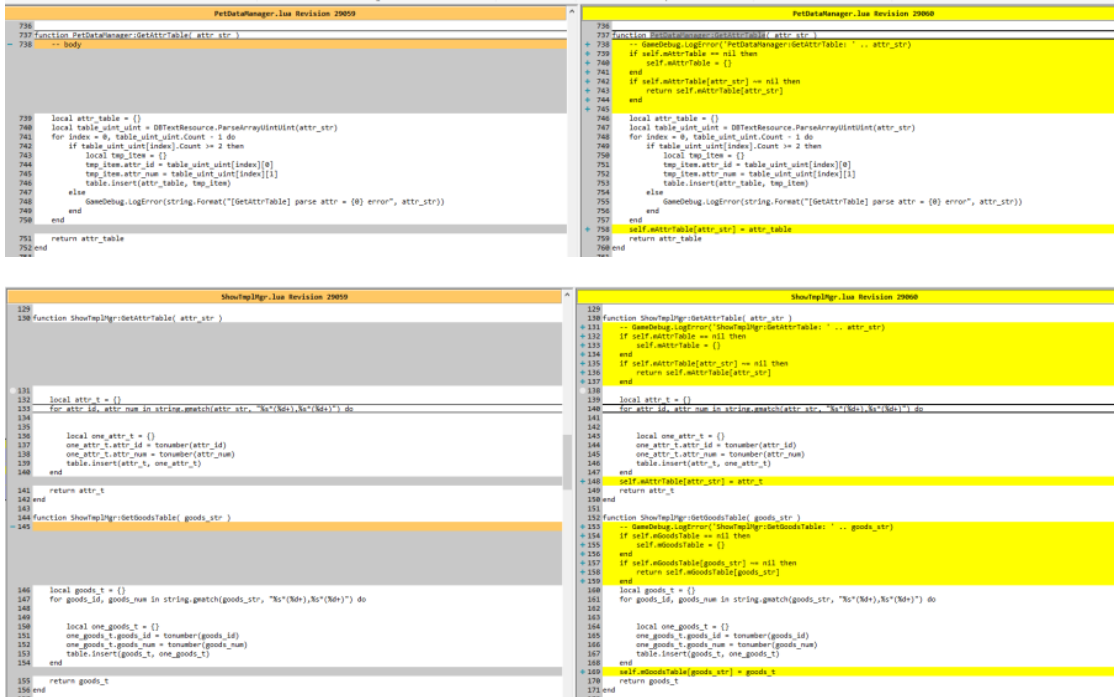 PetDataManager.lua Revision 29059
736
737 function PetDataManager:GetAttrTable( attr_str )
- 738 -- body
739 local attr_table = {}
740 local table_uint_uint = DBTextResource.ParseArrayUintUint(attr_str)
741 for index = 0, table_uint_uint.Count - 1 do
742 if table_uint_uint[index].Count >= 2 then
743 local tmp_item = {}
744 tmp_item.attr_id = table_uint_uint[index][0]
745 tmp_item.attr_num = table_uint_uint[index][1]
746 table.insert(attr_table, tmp_item)
747 else
748 GameDebug.LogError(string.Format("[GetAttrTable] parse attr = {0} error", attr_str))
749 end
750 end
751 return attr_table
752 end
PetDataManager.lua Revision 29060
736
737 function PetDataManager:GetAttrTable( attr_str )
+ 738 -- GameDebug.LogError('PetDataManager:GetAttrTable: ' .. attr_str)
+ 739 if self.mAttrTable == nil then
+ 740 self.mAttrTable = {}
+ 741 end
+ 742 if self.mAttrTable[attr_str] ~= nil then
+ 743 return self.mAttrTable[attr_str]
+ 744 end
+ 745
746 local attr_table = {}
747 local table_uint_uint = DBTextResource.ParseArrayUintUint(attr_str)
748 for index = 0, table_uint_uint.Count - 1 do
749 if table_uint_uint[index].Count >= 2 then
750 local tmp_item = {}
751 tmp_item.attr_id = table_uint_uint[index][0]
752 tmp_item.attr_num = table_uint_uint[index][1]
753 table.insert(attr_table, tmp_item)
754 else
755 GameDebug.LogError(string.Format("[GetAttrTable] parse attr = {0} error", attr_str))
756 end
757 end
+ 758 self.mAttrTable[attr_str] = attr_table
759 return attr_table
760 end
ShowTmplMgr.lua Revision 29059
129
130 function ShowTmplMgr:GetAttrTable( attr_str )
131
132 local attr_t = {}
133 for attr_id, attr_num in string.gmatch(attr_str, "%s*(%d+),%s*(%d+)") do
134
135
136 local one_attr_t = {}
137 one_attr_t.attr_id = tonumber(attr_id)
138 one_attr_t.attr_num = tonumber(attr_num)
139 table.insert(attr_t, one_attr_t)
140 end
141 return attr_t
142 end
143
144 function ShowTmplMgr:GetGoodsTable( goods_str )
- 145
146 local goods_t = {}
147 for goods_id, goods_num in string.gmatch(goods_str, "%s*(%d+),%s*(%d+)") do
148
149
150 local one_goods_t = {}
151 one_goods_t.goods_id = tonumber(goods_id)
152 one_goods_t.goods_num = tonumber(goods_num)
153 table.insert(goods_t, one_goods_t)
154 end
155 return goods_t
156 end
ShowTmplMgr.lua Revision 29060
129
130 function ShowTmplMgr:GetAttrTable( attr_str )
+ 131 -- GameDebug.LogError('ShowTmplMgr:GetAttrTable: ' .. attr_str)
+ 132 if self.mAttrTable == nil then
+ 133 self.mAttrTable = {}
+ 134 end
+ 135 if self.mAttrTable[attr_str] ~= nil then
+ 136 return self.mAttrTable[attr_str]
+ 137 end
138
139 local attr_t = {}
140 for attr_id, attr_num in string.gmatch(attr_str, "%s*(%d+),%s*(%d+)") do
141
142
143 local one_attr_t = {}
144 one_attr_t.attr_id = tonumber(attr_id)
145 one_attr_t.attr_num = tonumber(attr_num)
146 table.insert(attr_t, one_attr_t)
147 end
+ 148 self.mAttrTable[attr_str] = attr_t
149 return attr_t
150 end
151
152 function ShowTmplMgr:GetGoodsTable( goods_str )
+ 153 -- GameDebug.LogError('ShowTmplMgr:GetGoodsTable: ' .. goods_str)
+ 154 if self.mGoodsTable == nil then
+ 155 self.mGoodsTable = {}
+ 156 end
+ 157 if self.mGoodsTable[goods_str] ~= nil then
+ 158 return self.mGoodsTable[goods_str]
+ 159 end
160 local goods_t = {}
161 for goods_id, goods_num in string.gmatch(goods_str, "%s*(%d+),%s*(%d+)") do
162
163
164 local one_goods_t = {}
165 one_goods_t.goods_id = tonumber(goods_id)
166 one_goods_t.goods_num = tonumber(goods_num)
167 table.insert(goods_t, one_goods_t)
168 end
+ 169 self.mGoodsTable[goods_str] = goods_t
170 return goods_t
171 end